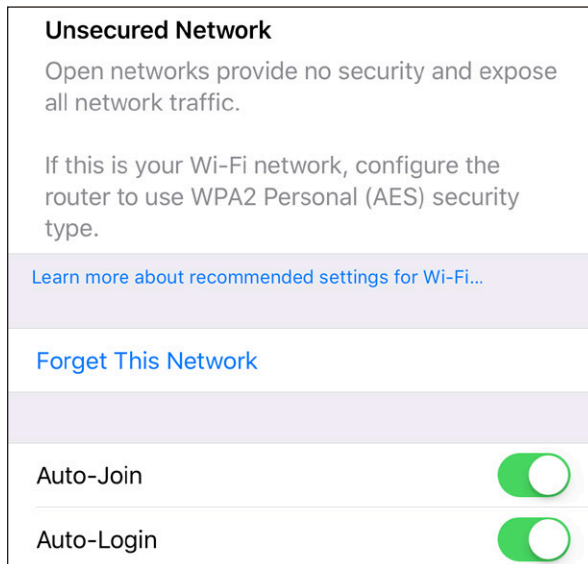 Unsecured Network
Open networks provide no security and expose
all network traffic.
If this is your Wi-Fi network, configure the
router to use WPA2 Personal (AES) security
type.
Learn more about recommended settings for Wi-Fi...
Forget This Network
Auto-Join
Auto-Login